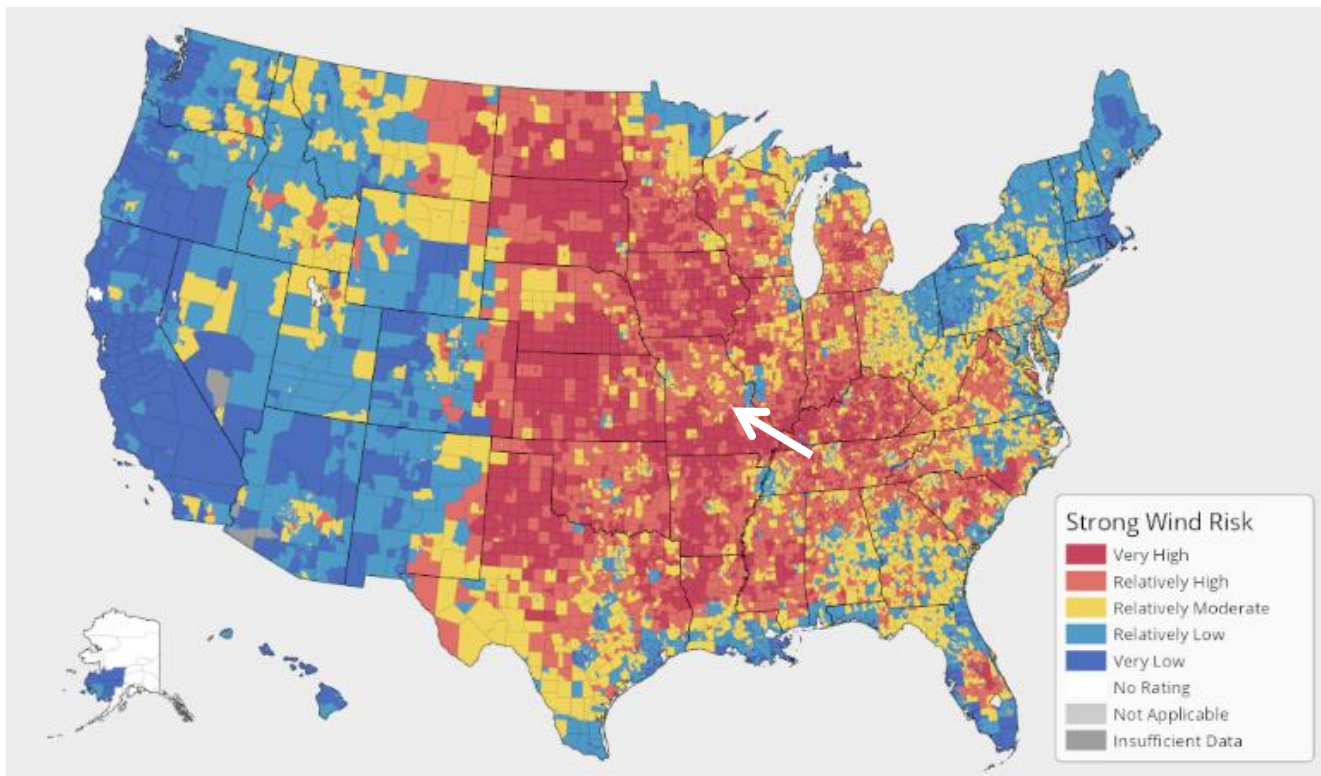 Strong Wind Risk
Very High
Relatively High
Relatively Moderate
Relatively Low
Very Low
No Rating
Not Applicable
Insufficient Data